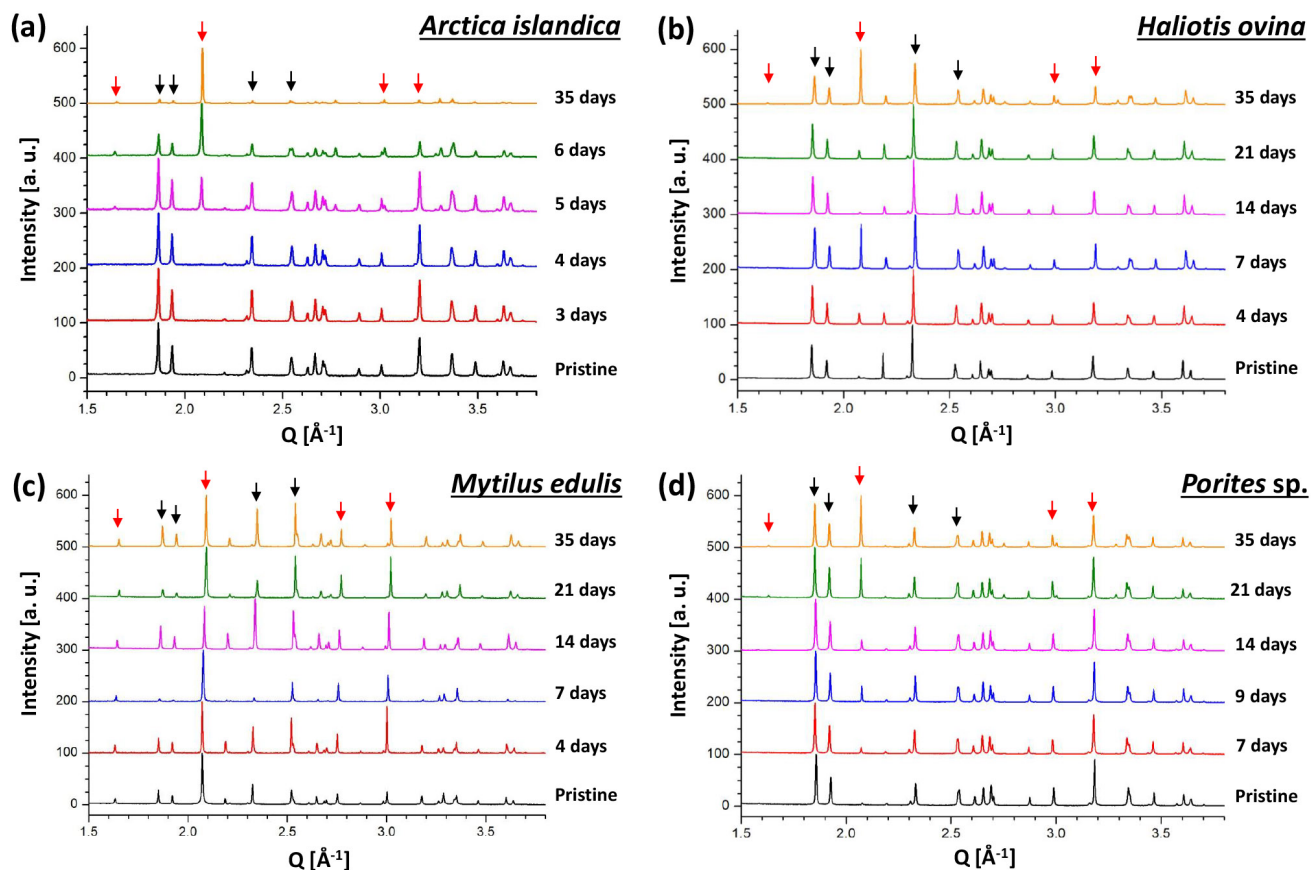 (a)
Arctica islandica
Intensity [a. u.]
600
500
400
300
200
100
0
35 days
6 days
5 days
4 days
3 days
Pristine
1.5
2.0
2.5
3.0
3.5
Q [Å-1]
(b)
Haliotis ovina
Intensity [a. u.]
600
500
400
300
200
100
0
35 days
21 days
14 days
7 days
4 days
Pristine
1.5
2.0
2.5
3.0
3.5
Q [Å-1]
(c)
Mytilus edulis
Intensity [a. u.]
600
500
400
300
200
100
0
35 days
21 days
14 days
7 days
4 days
Pristine
1.5
2.0
2.5
3.0
3.5
Q [Å-1]
(d)
Porites sp.
Intensity [a. u.]
600
500
400
300
200
100
0
35 days
21 days
14 days
9 days
7 days
Pristine
1.5
2.0
2.5
3.0
3.5
Q [Å-1]